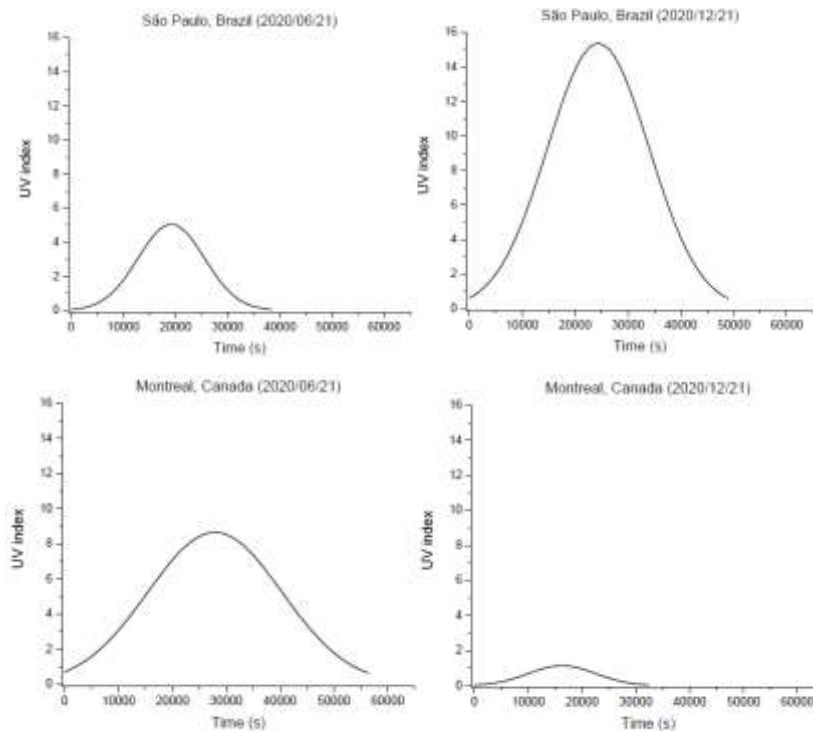 São Paulo, Brazil (2020/06/21)
16
14
12
10
8
6
4
2
0
UV index
0 10000 20000 30000 40000 50000 60000
Time (s)
São Paulo, Brazil (2020/12/21)
16
14
12
10
8
6
4
2
0
UV index
0 10000 20000 30000 40000 50000 60000
Time (s)
Montreal, Canada (2020/06/21)
16
14
12
10
8
6
4
2
0
UV index
0 10000 20000 30000 40000 50000 60000
Time (s)
Montreal, Canada (2020/12/21)
16
14
12
10
8
6
4
2
0
UV index
0 10000 20000 30000 40000 50000 60000
Time (s)